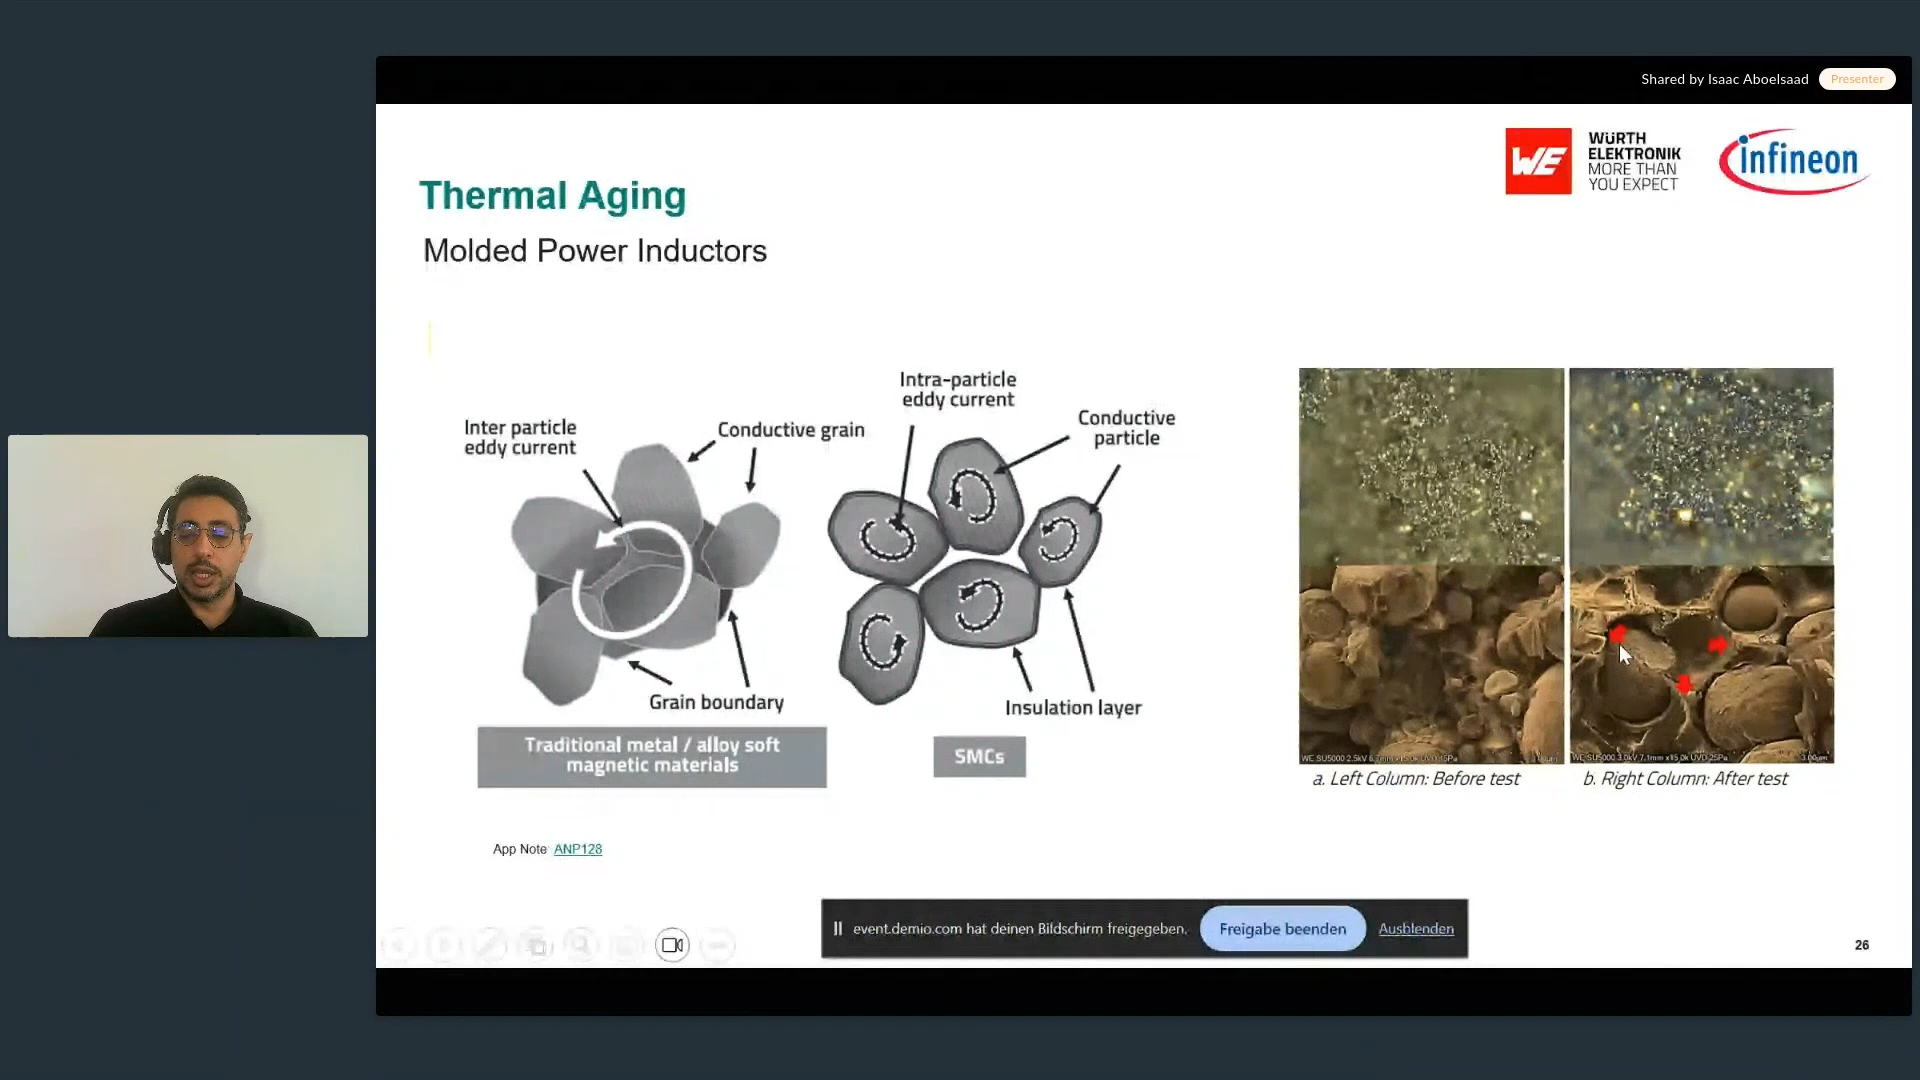 Shared by Isaac Aboelsaad
Presenter
WE
WÜRTH
ELEKTRONIK
MORE THAN
YOU EXPECT
infineon
Thermal Aging
Molded Power Inductors
Inter particle
eddy current
Conductive grain
Grain boundary
Traditional metal / alloy soft
magnetic materials
Intra-particle
eddy current
Conductive
particle
Insulation layer
SMCs
a. Left Column: Before test
b. Right Column: After test
App Note ANP128
event.demio.com hat deinen Bildschirm freigegeben.
Freigabe beenden
Ausblenden
26